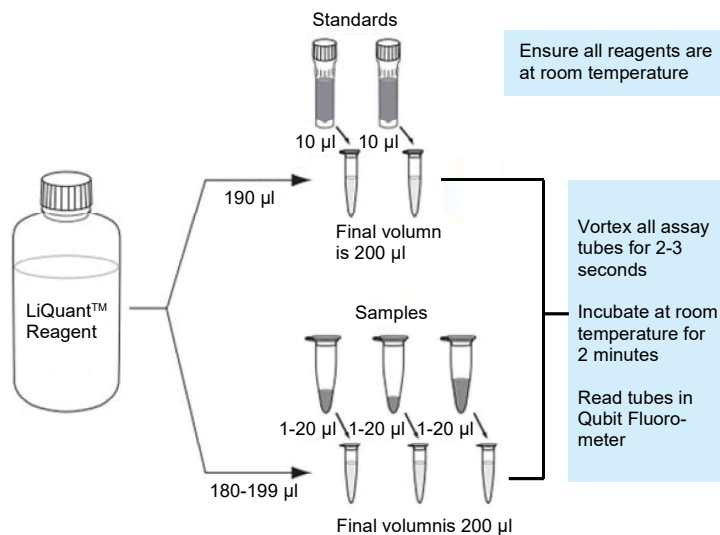 Standards
Ensure all reagents are
at room temperature
10 µl
10 µl
190 µl
Final volumn
is 200 µl
LiQuant™
Reagent
Samples
1-20 µl
1-20 µl
1-20 µl
180-199 µl
Final volumnis 200 µl
Vortex all assay
tubes for 2-3
seconds
Incubate at room
temperature for
2 minutes
Read tubes in
Qubit Fluoro-
meter